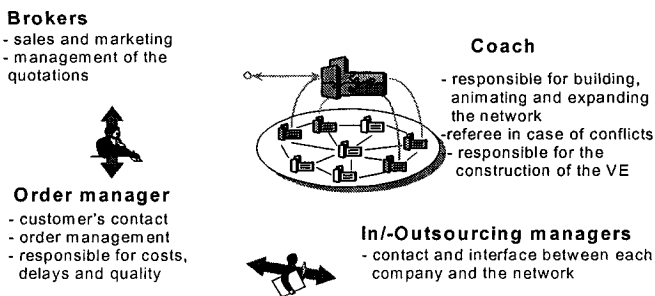 Brokers
- sales and marketing
- management of the
quotations
Order manager
- customer's contact
- order management
- responsible for costs,
delays and quality
Coach
- responsible for building,
animating and expanding
the network
-referee in case of conflicts
- responsible for the
construction of the VE
In/-Outsourcing managers
- contact and interface between each
company and the network